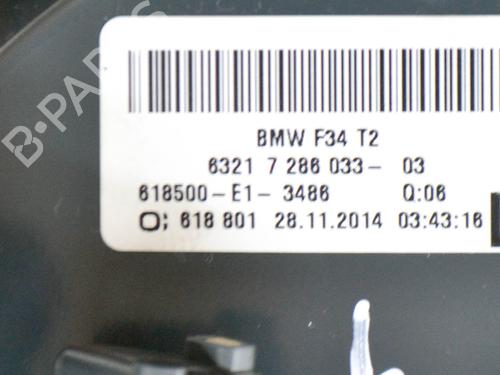 BMW F34 T2
6321 7 286 033- 03
618500-E1- 3486 Q:06
O; 618 801 28.11.2014 03:43:16
B-PARTS